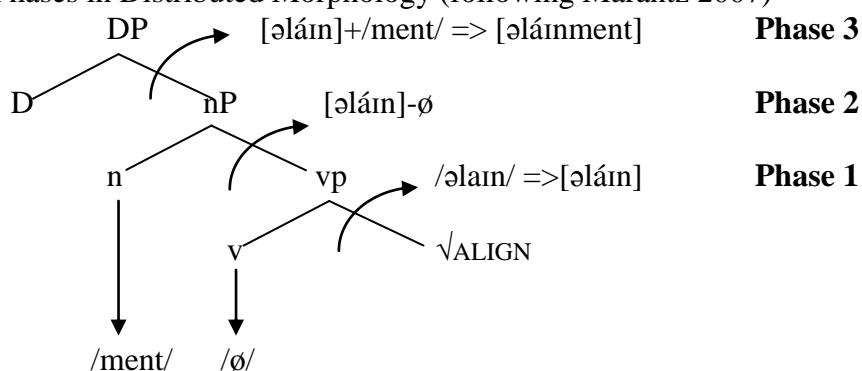 Phases in Distributed Morphology (following Marantz 2007)
DP [əláɪn]+/ment/ => [əláɪnment] Phase 3
D nP [əláɪn]-ø Phase 2
n vp /əlaɪn/ =>[əláɪn] Phase 1
v √ALIGN
/ment/ /ø/